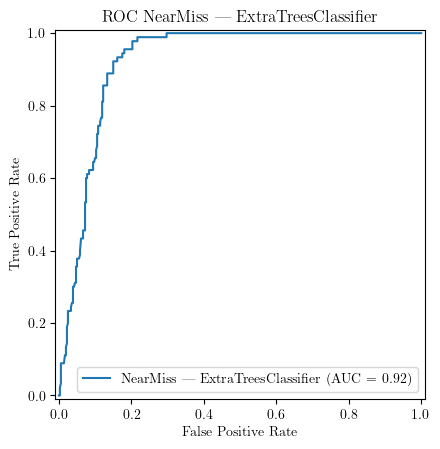 ROC NearMiss — ExtraTreesClassifier
1.0
0.8
0.6
0.4
0.2
0.0
True Positive Rate
NearMiss — ExtraTreesClassifier (AUC = 0.92)
0.0 0.2 0.4 0.6 0.8 1.0
False Positive Rate